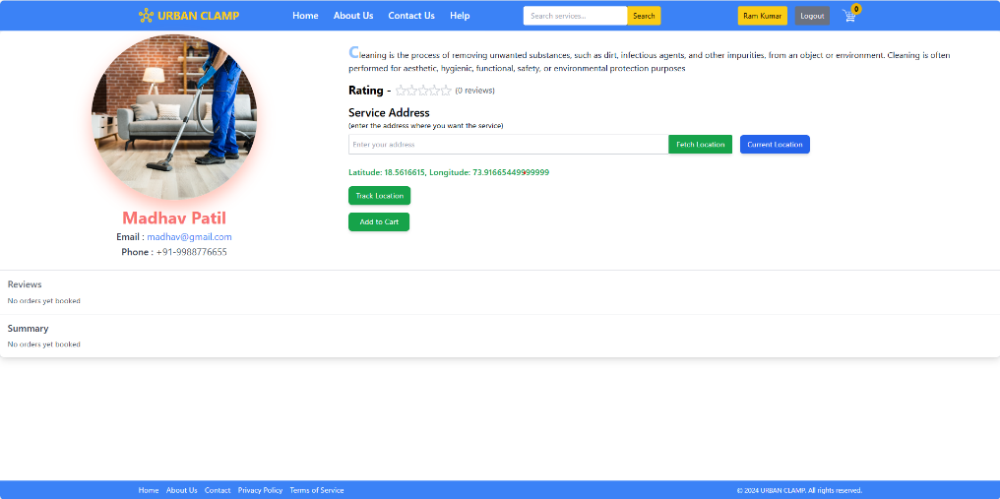 URBAN CLAMP Home About Us Contact Us Help Search services... Search Ram Kumar Logout 0
Cleaning is the process of removing unwanted substances, such as dirt, infectious agents, and other impurities, from an object or environment. Cleaning is often
performed for aesthetic, hygienic, functional, safety, or environmental protection purposes
Rating - (0 reviews)
Service Address
(enter the address where you want the service)
Enter your address Fetch Location Current Location
Latitude: 18.5616615, Longitude: 73.91665449999999
Track Location
Add to Cart
Madhav Patil
Email : madhav@gmail.com
Phone : +91-9988776655
Reviews
No orders yet booked
Summary
No orders yet booked
Home About Us Contact Privacy Policy Terms of Service © 2024 URBAN CLAMP. All rights reserved.